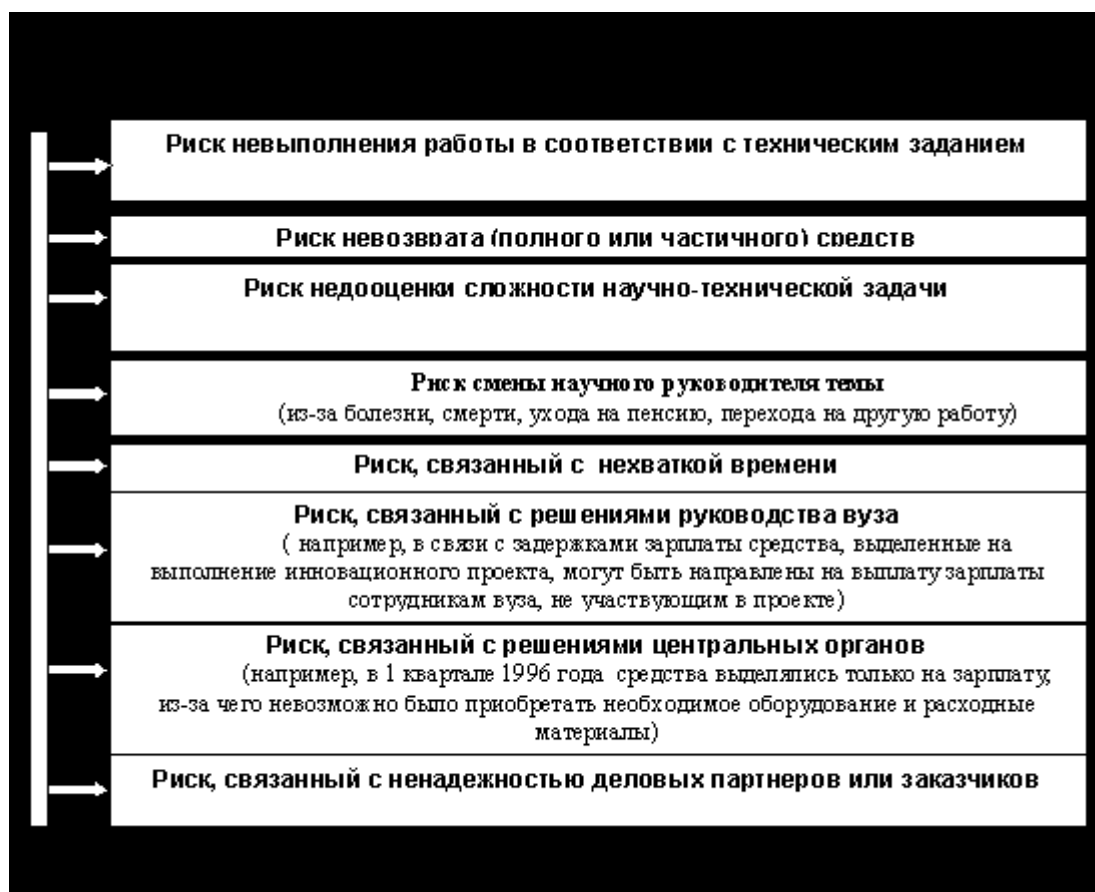 Риск невыполнения работы в соответствии с техническим заданием
Риск невозврата (полного или частичного) средств
Риск недооценки сложности научно-технической задачи
Риск смены научного руководителя темы
(из-за болезни, смерти, ухода на пенсию, перехода на другую работу)
Риск, связанный с нехваткой времени
Риск, связанный с решениями руководства вуза
( например, в связи с задержками зарплаты средства, выделенные на
выполнение инновационного проекта, могут быть направлены на выплату зарплаты
сотрудникам вуза, не участвующим в проекте)
Риск, связанный с решениями центральных органов
(например, в 1 квартале 1996 года средства выделялись только на зарплату,
из-за чего невозможно было приобретать необходимое оборудование и расходные
материалы)
Риск, связанный с ненадежностью деловых партнеров или заказчиков